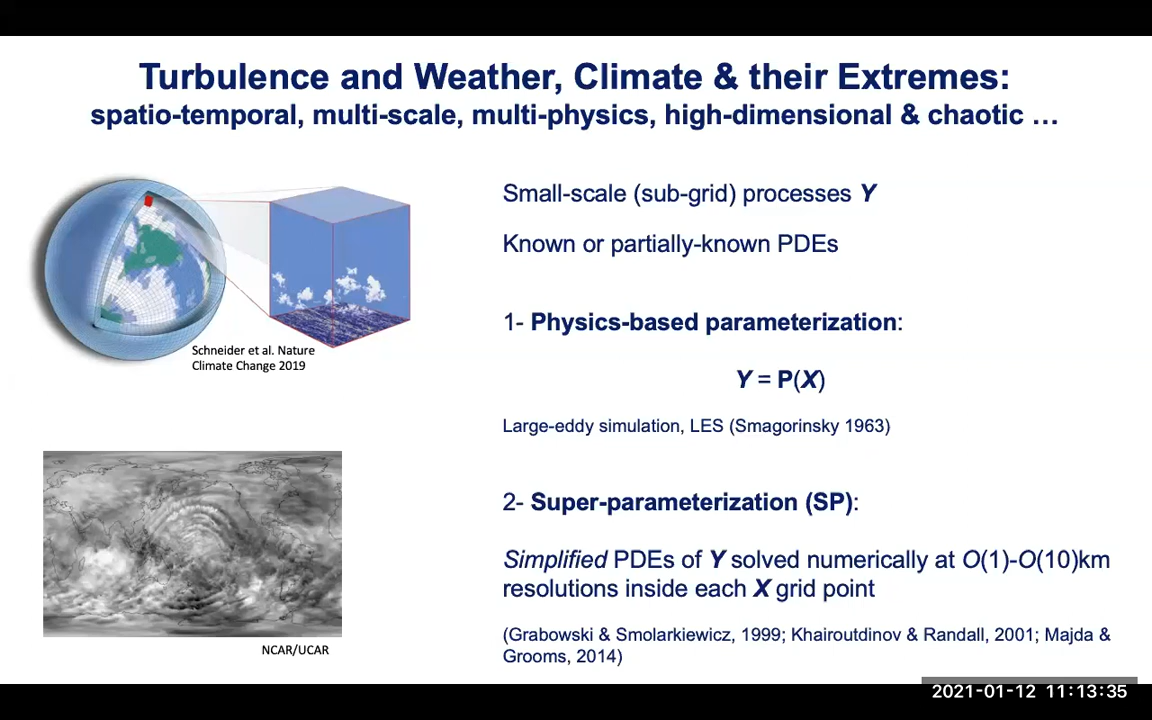 Turbulence and Weather, Climate & their Extremes:
spatio-temporal, multi-scale, multi-physics, high-dimensional & chaotic …
Schneider et al. Nature
Climate Change 2019
NCAR/UCAR
Small-scale (sub-grid) processes Y
Known or partially-known PDEs
1- Physics-based parameterization:
Y = P(X)
Large-eddy simulation, LES (Smagorinsky 1963)
2- Super-parameterization (SP):
Simplified PDEs of Y solved numerically at O(1)-O(10)km
resolutions inside each X grid point
(Grabowski & Smolarkiewicz, 1999; Khairoutdinov & Randall, 2001; Majda &
Grooms, 2014)
2021-01-12 11:13:35